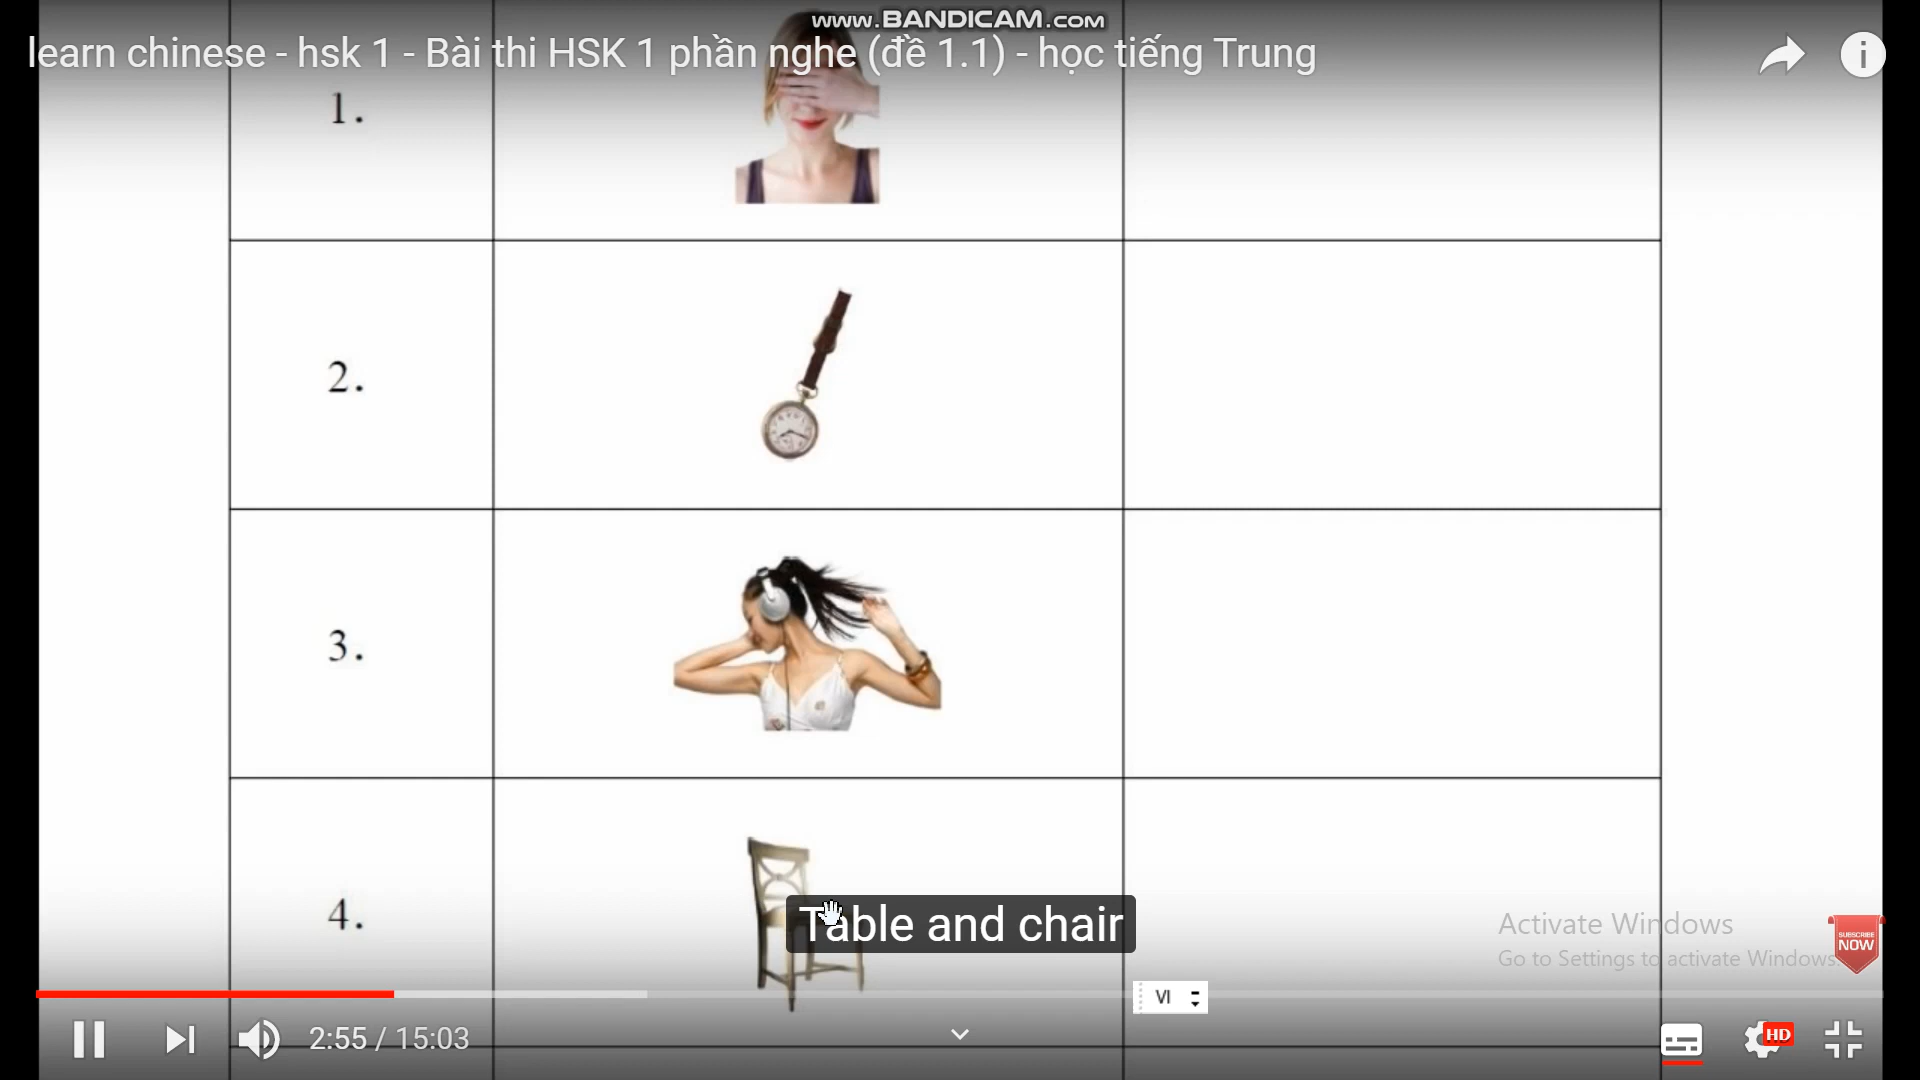 www.BANDICAM.com
learn chinese - hsk 1 - Bài thi HSK 1 phần nghe (đề 1.1) - học tiếng Trung
1.
2.
3.
4.
Table and chair
Activate Windows
Go to Settings to activate Windows
SUBSCRIBE
NOW
VI
2:55 / 15:03
HD